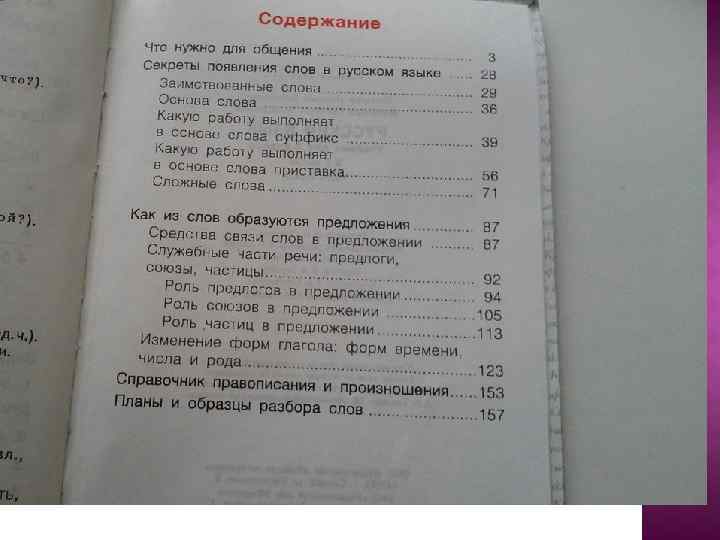 Содержание
Что нужно для общения ........................ 3
Секреты появления слов в русском языке ..... 28
Заимствованные слова ....................... 29
Основа слова ................................ 36
Какую работу выполняет
в основе слова суффикс ..................... 39
Какую работу выполняет
в основе слова приставка.................... 56
Сложные слова ............................... 71
Как из слов образуются предложения ............ 87
Средства связи слов в предложении .......... 87
Служебные части речи: предлоги,
союзы, частицы............................... 92
Роль предлогов в предложении .............. 94
Роль союзов в предложении ................ 105
Роль частиц в предложении ................ 113
Изменение форм глагола: форм времени,
числа и рода ................................ 123
Справочник правописания и произношения...... 153
Планы и образцы разбора слов ................ 157
что?).
ой?).
д.ч.).
и.
вл.,
ть,